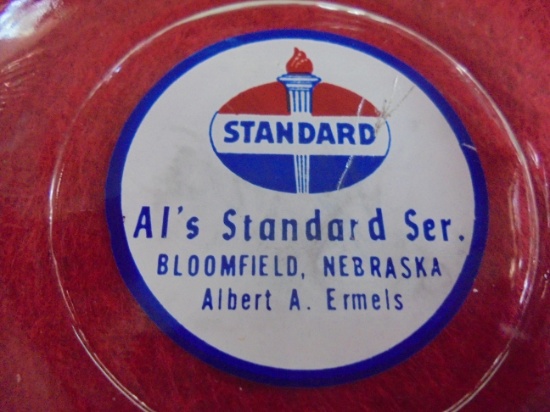 STANDARD
Al's Standard Ser.
BLOOMFIELD, NEBRASKA
Albert A. Ermels